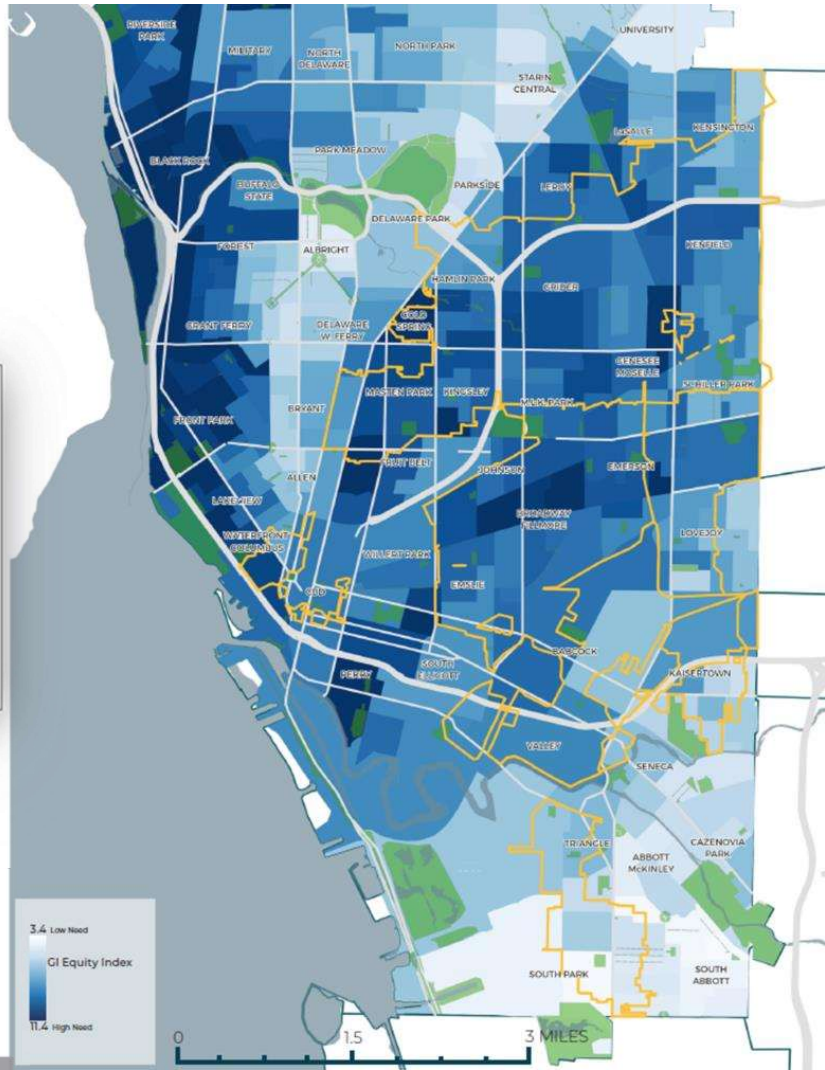 RIVERSIDE
PARK
UNIVERSITY
MILITARY
NORTH
DELAWARE
NORTH PARK
STARIN
CENTRAL
LaSALLE
KENSINGTON
PARK MEADOW
BLACK ROCK
BUFFALO
STATE
PARKSIDE
LEROY
DELAWARE PARK
FOREST
ALBRIGHT
KENFIELD
HAMLIN PARK
GRIDER
GRANT FERRY
DELAWARE
W. FERRY
COLD
SPRING
GENESEE
MOSELLE
SCHILLER PARK
MASTEN PARK
KINGSLEY
M.L.K. PARK
BRYANT
FRONT PARK
FRUIT BELT
JOHNSON
EMERSON
ALLEN
LAKEVIEW
BROADWAY
FILLMORE
LOVEJOY
WATERFRONT
COLUMBUS
WILLERT PARK
EMSLIE
CBD
BABCOCK
PERRY
SOUTH
ELLICOTT
KAISERTOWN
VALLEY
SENECA
TRIANGLE
CAZENOVIA
PARK
ABBOTT
McKINLEY
SOUTH PARK
SOUTH
ABBOTT
3.4 Low Need
GI Equity Index
11.4 High Need
0
1.5
3 MILES